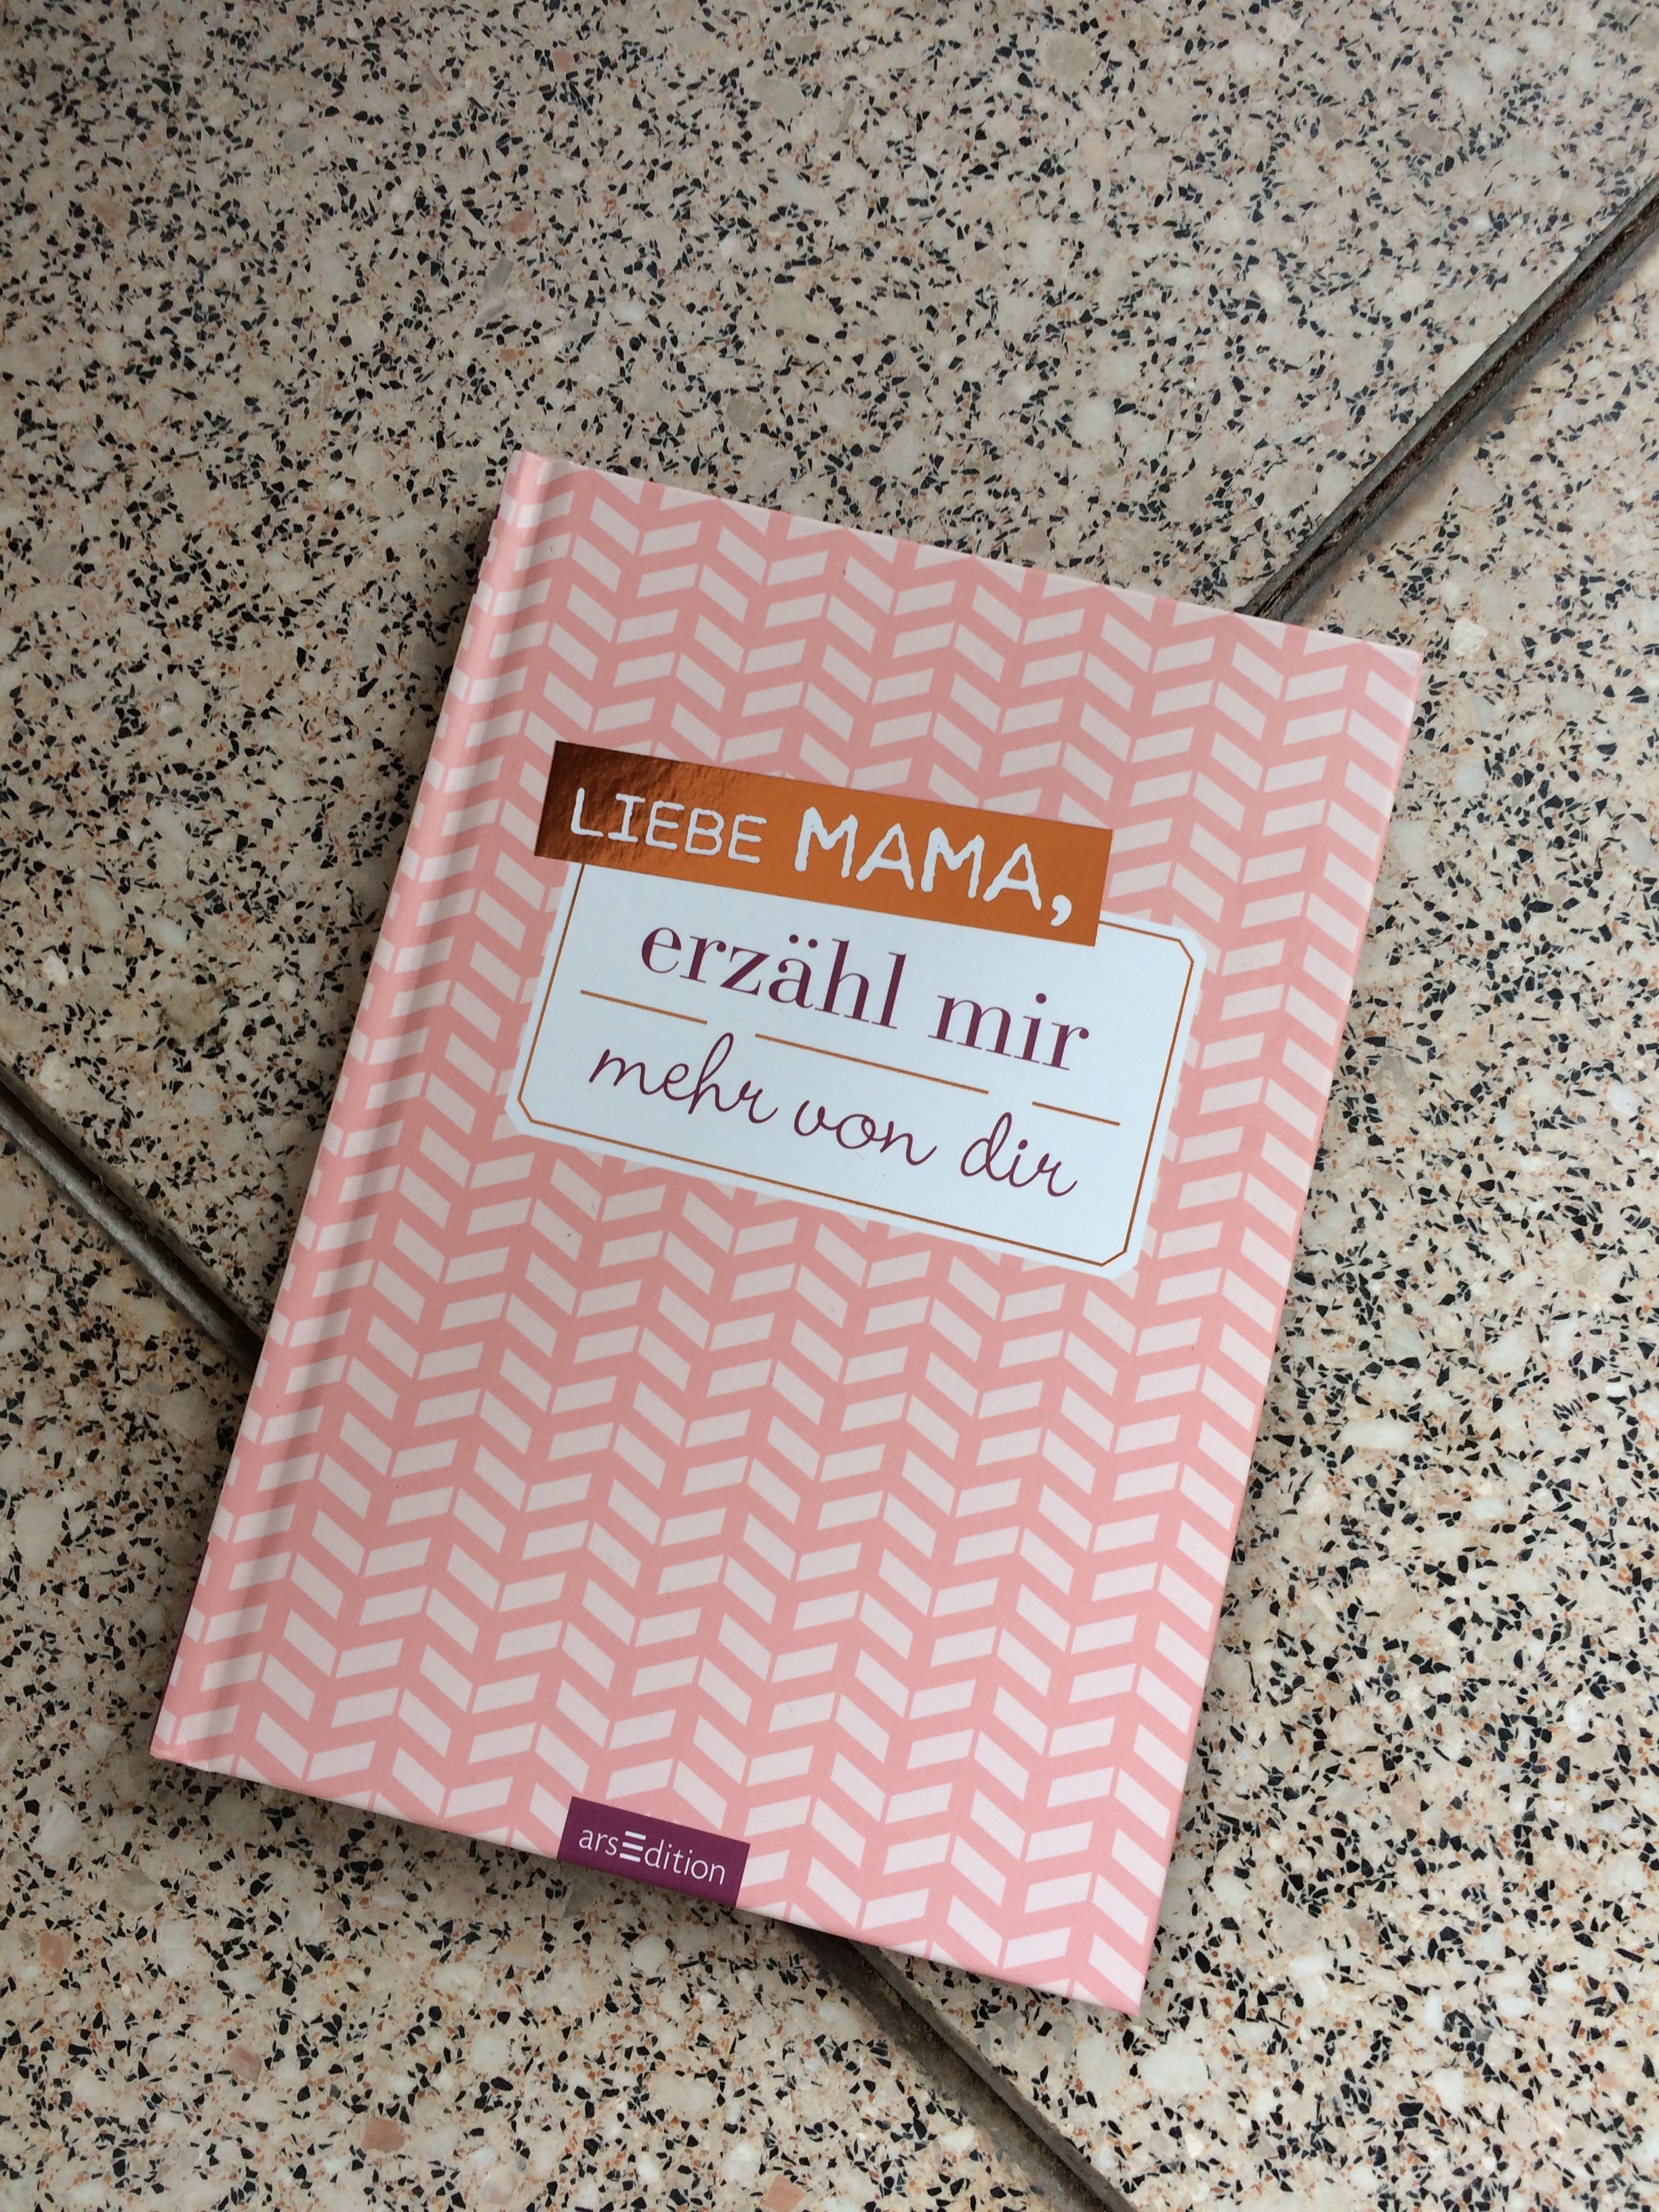 LIEBE MAMA,
erzähl mir
mehr von dir
arsEdition